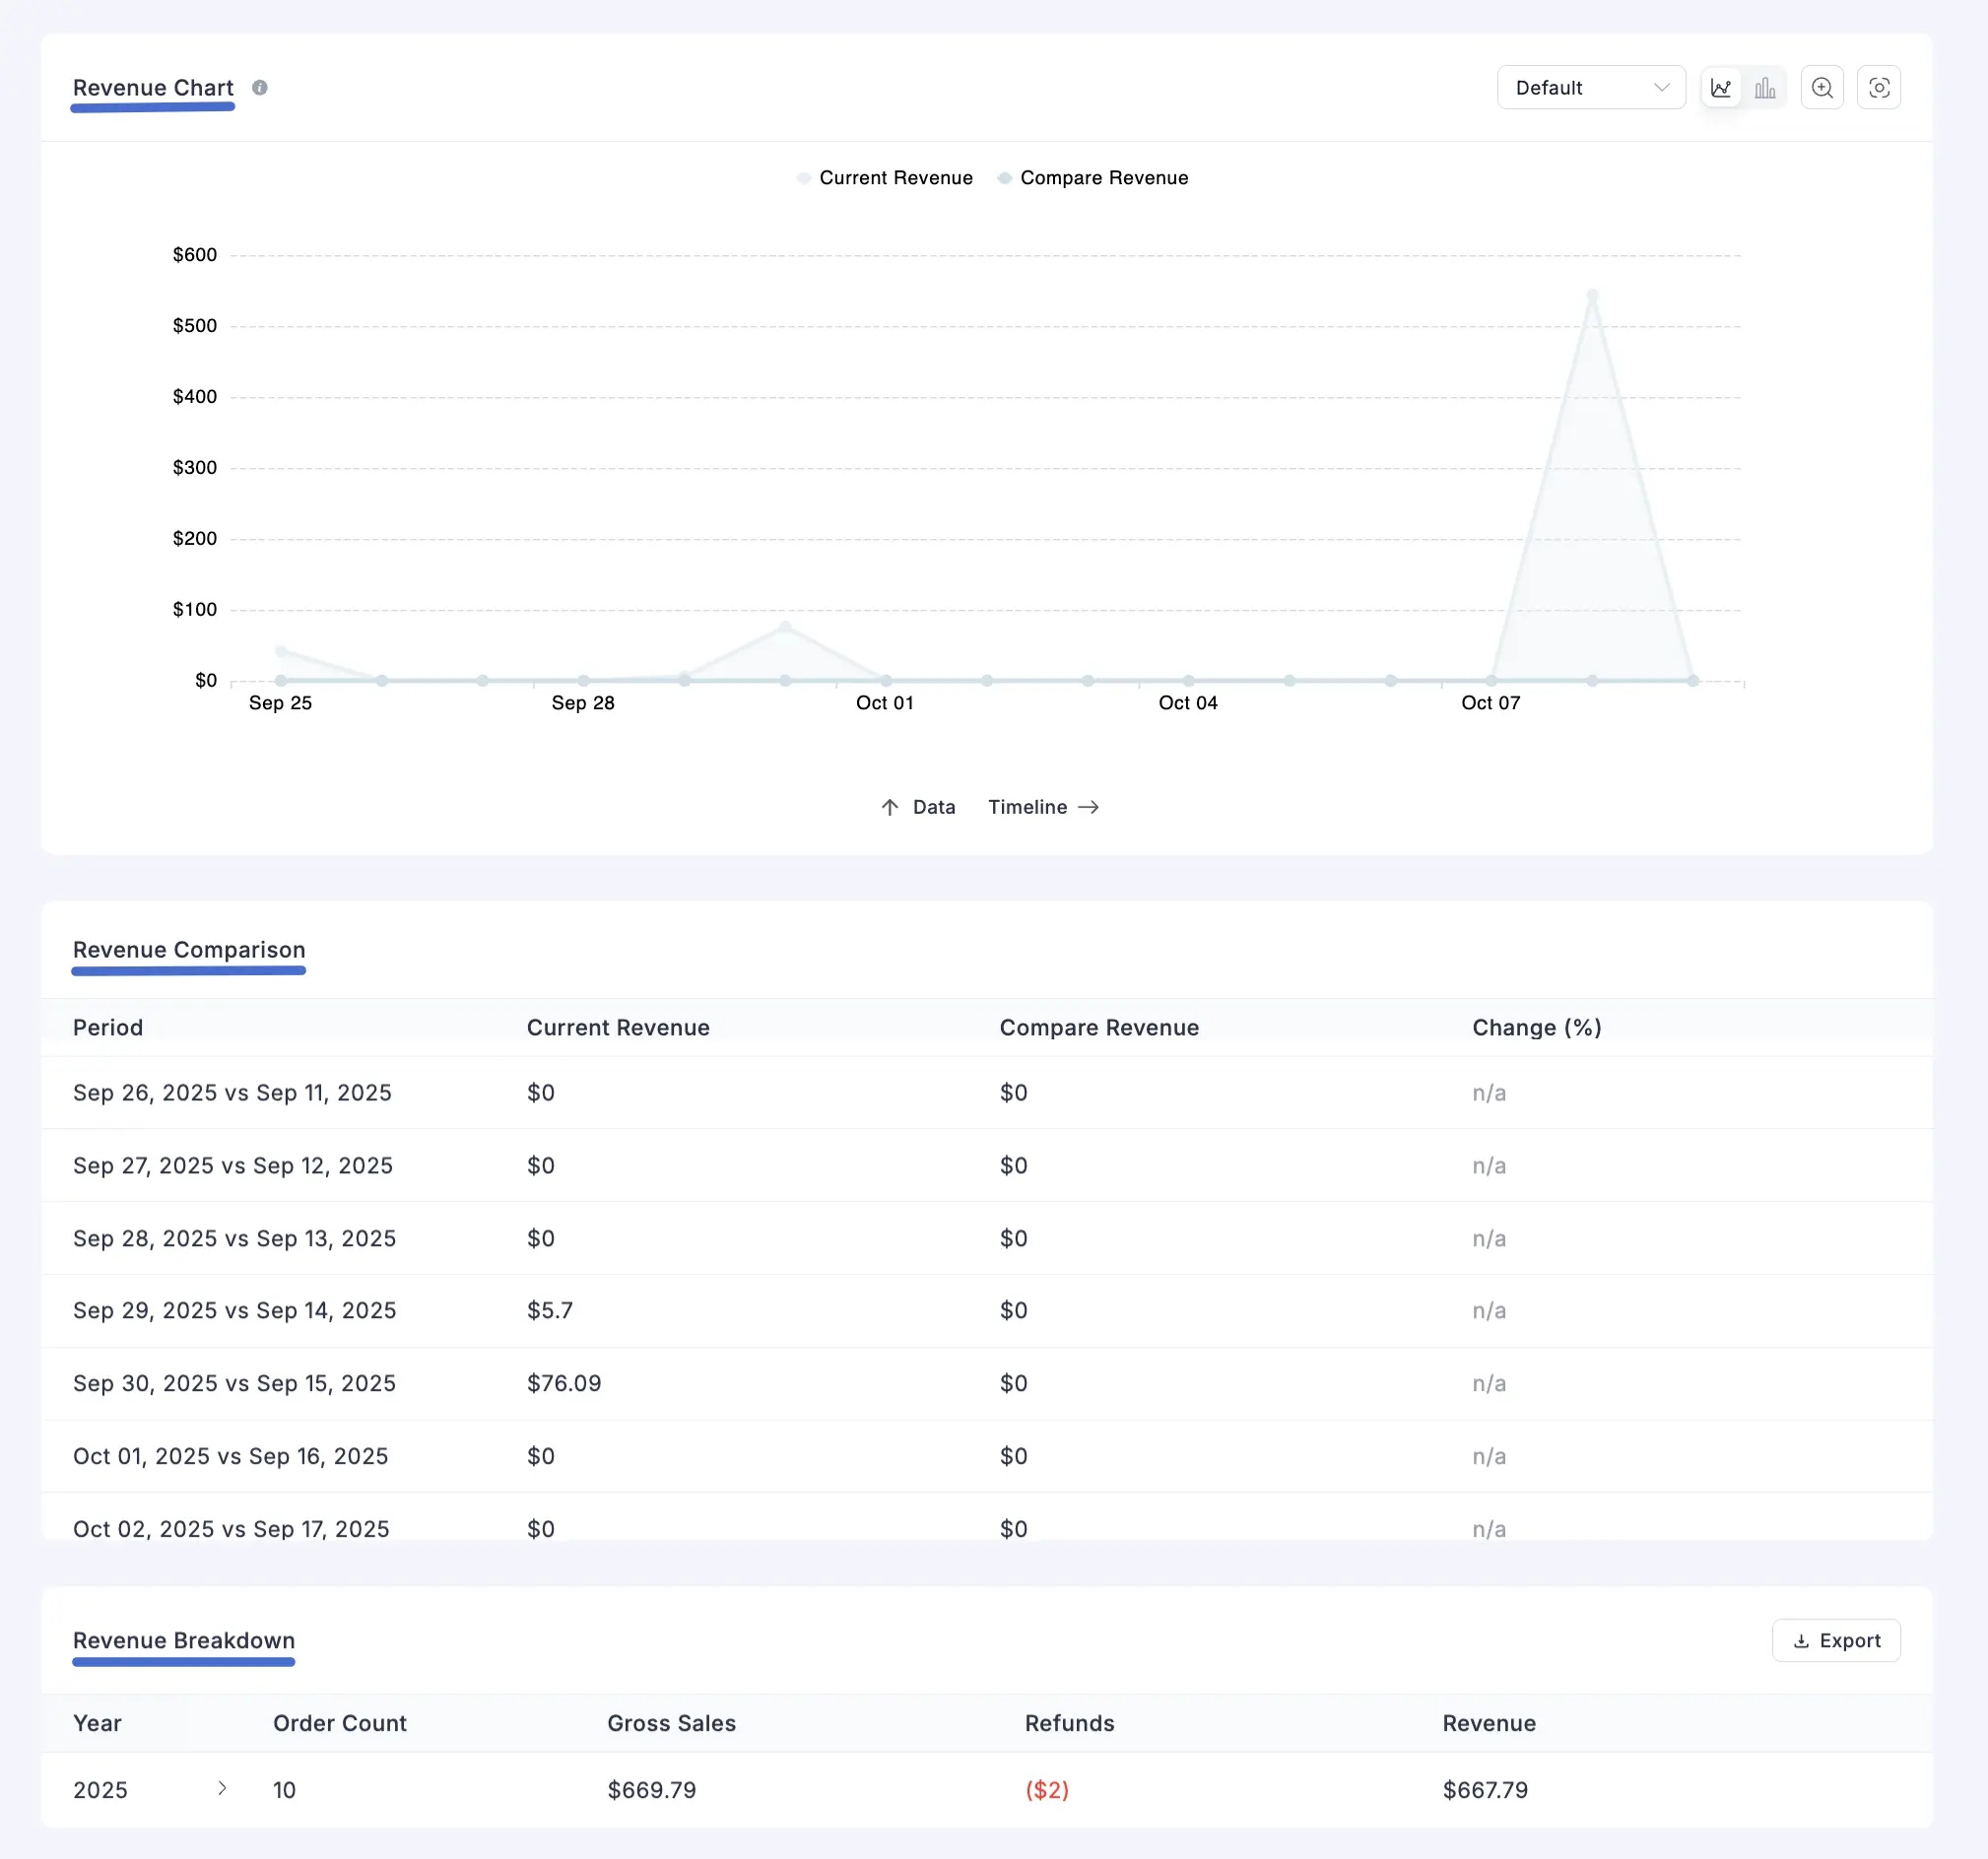 Revenue Chart
Default
Current Revenue Compare Revenue
$600
$500
$400
$300
$200
$100
$0
Sep 25 Sep 28 Oct 01 Oct 04 Oct 07
Data Timeline
Revenue Comparison
Period Current Revenue Compare Revenue Change (%)
Sep 26, 2025 vs Sep 11, 2025 $0 $0 n/a
Sep 27, 2025 vs Sep 12, 2025 $0 $0 n/a
Sep 28, 2025 vs Sep 13, 2025 $0 $0 n/a
Sep 29, 2025 vs Sep 14, 2025 $5.7 $0 n/a
Sep 30, 2025 vs Sep 15, 2025 $76.09 $0 n/a
Oct 01, 2025 vs Sep 16, 2025 $0 $0 n/a
Oct 02, 2025 vs Sep 17, 2025 $0 $0 n/a
Revenue Breakdown
Export
Year Order Count Gross Sales Refunds Revenue
2025 10 $669.79 ($2) $667.79